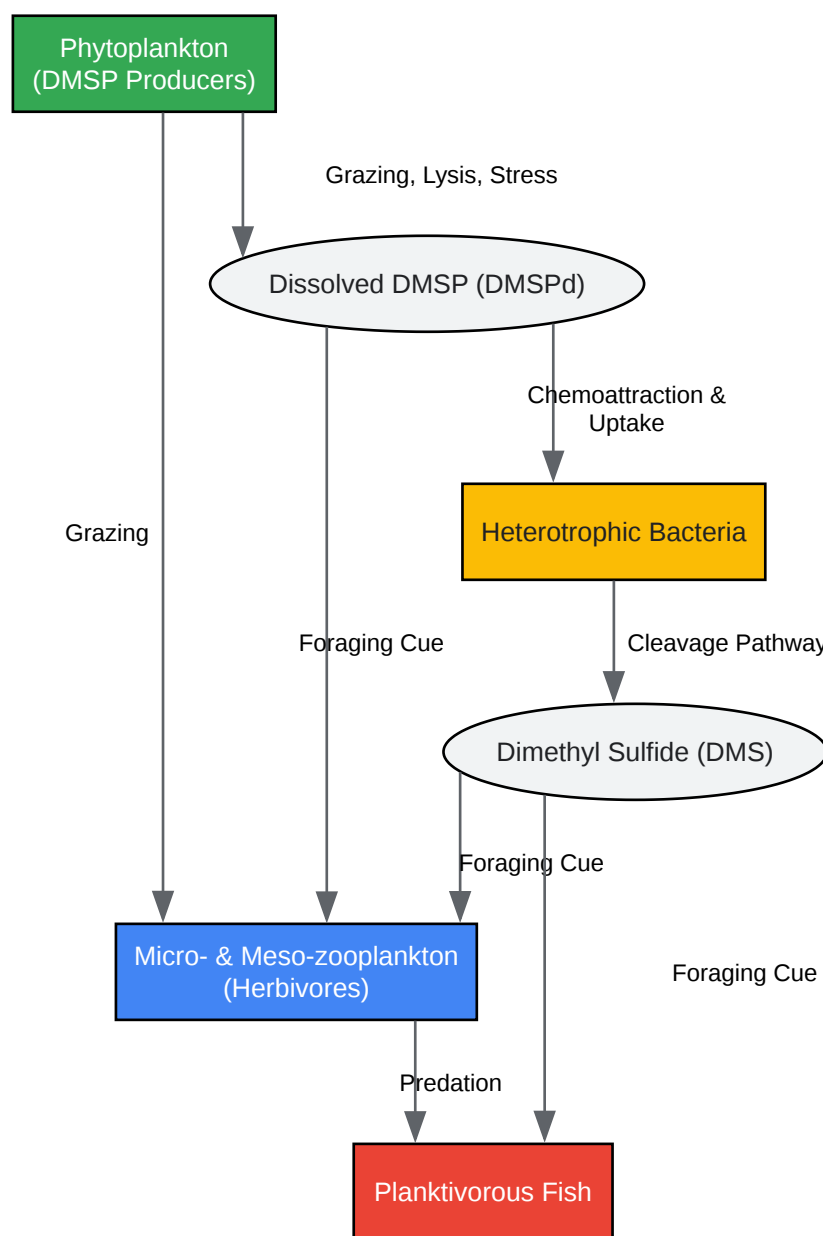 Phytoplankton
(DMSP Producers)
Grazing, Lysis, Stress
Dissolved DMSP (DMSPd)
Chemoattraction &
Uptake
Heterotrophic Bacteria
Grazing
Foraging Cue
Cleavage Pathway
Dimethyl Sulfide (DMS)
Foraging Cue
Micro- & Meso-zooplankton
(Herbivores)
Foraging Cue
Predation
Planktivorous Fish